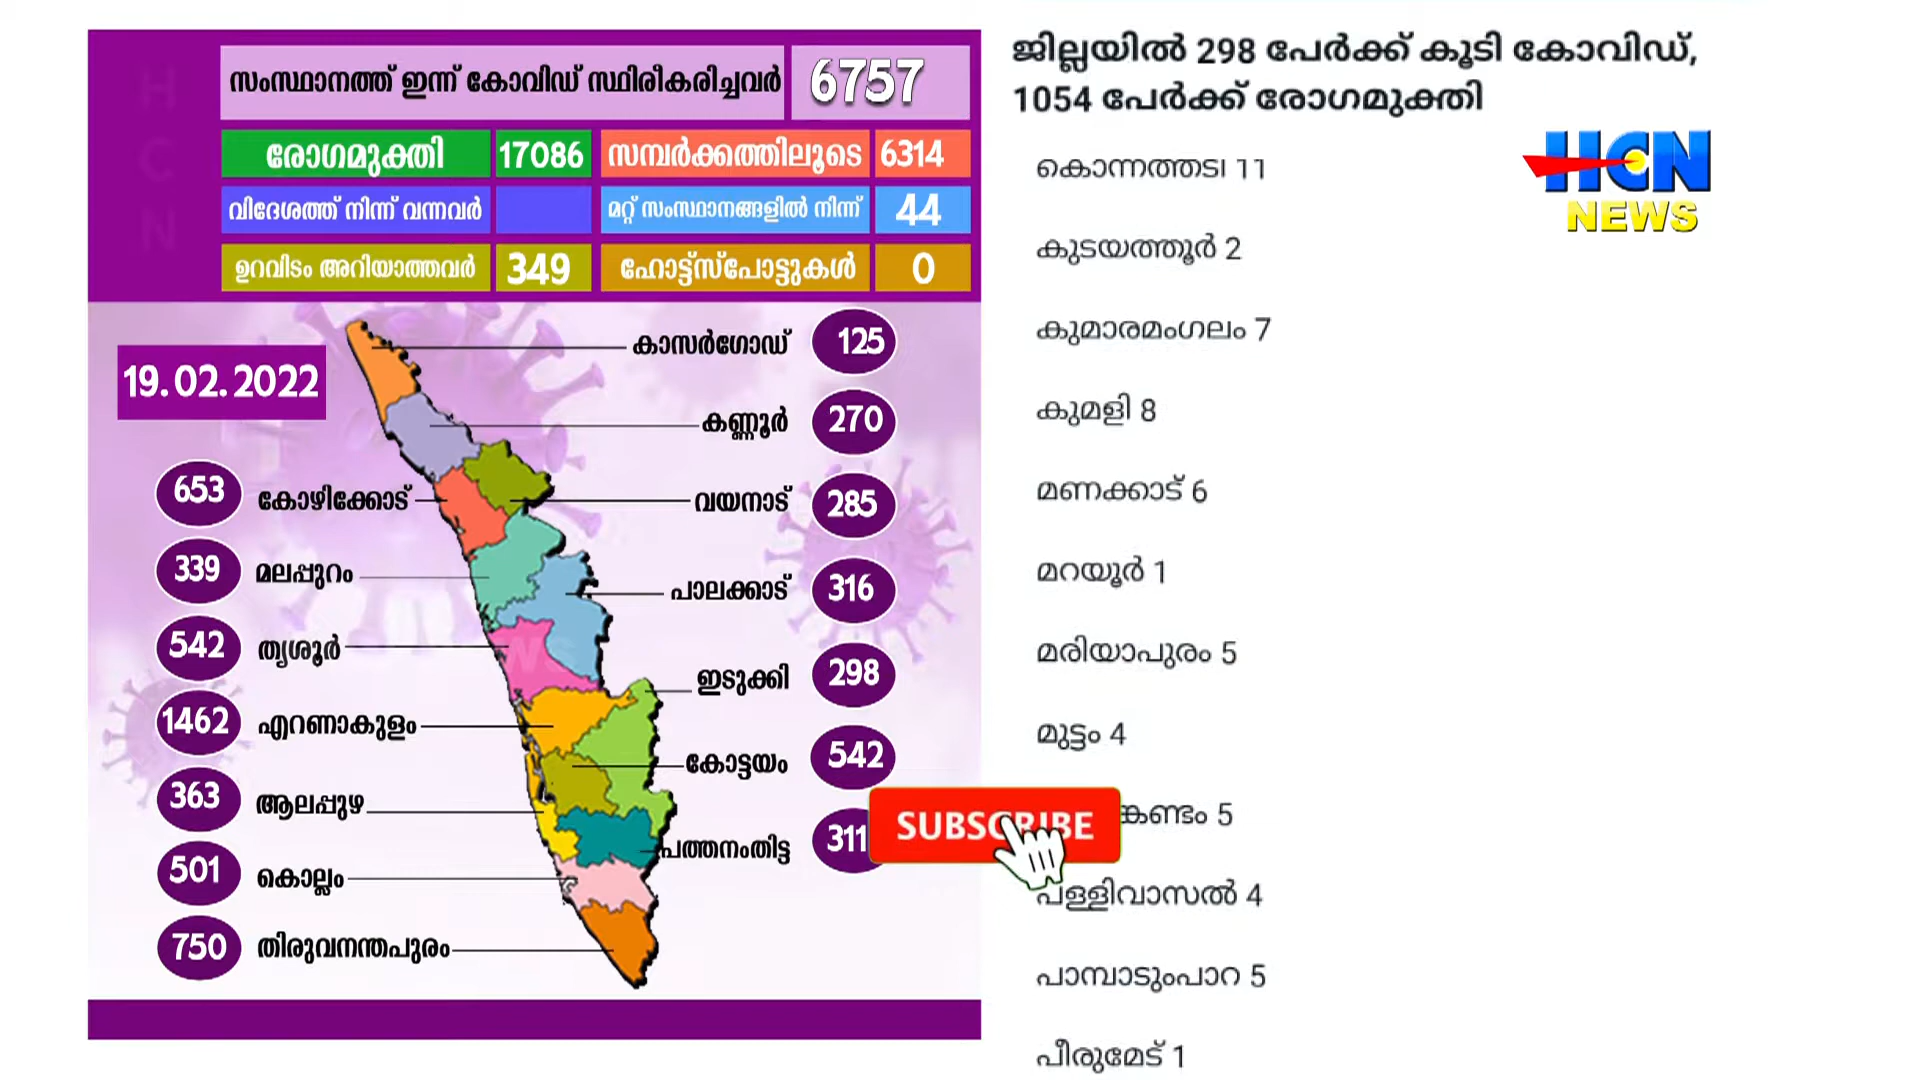 സംസ്ഥാനത്ത് ഇന്ന് കോവിഡ് സ്ഥിരീകരിച്ചവർ 6757
രോഗമുക്തി 17086 സമ്പർക്കത്തിലൂടെ 6314
വിദേശത്ത് നിന്ന് വന്നവർ മറ്റ് സംസ്ഥാനങ്ങളിൽ നിന്ന് 44
ഉറവിടം അറിയാത്തവർ 349 ഹോട്ട്സ്പോട്ടുകൾ 0
H
C
N
19.02.2022
കാസർഗോഡ് 125
കണ്ണൂർ 270
653 കോഴിക്കോട്
വയനാട് 285
339 മലപ്പുറം
പാലക്കാട് 316
542 തൃശൂർ
ഇടുക്കി 298
1462 എറണാകുളം
കോട്ടയം 542
363 ആലപ്പുഴ
പത്തനംതിട്ട 311
501 കൊല്ലം
750 തിരുവനന്തപുരം
ജില്ലയിൽ 298 പേർക്ക് കൂടി കോവിഡ്,
1054 പേർക്ക് രോഗമുക്തി
HCN
NEWS
കൊന്നത്തടി 11
കുടയത്തൂർ 2
കുമാരമംഗലം 7
കുമളി 8
മണക്കാട് 6
മറയൂർ 1
മരിയാപുരം 5
മുട്ടം 4
5
SUBSCRIBE
പള്ളിവാസൽ 4
പാമ്പാടുംപാറ 5
പീരുമേട് 1